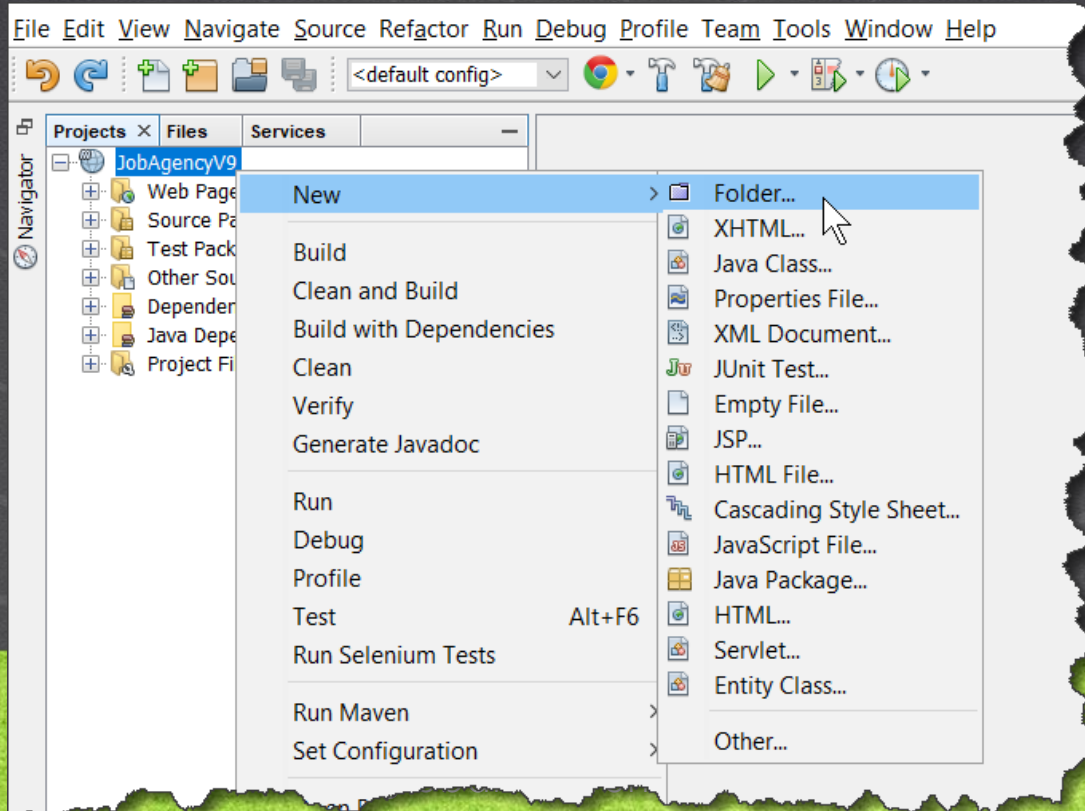 File Edit View Navigate Source Refactor Run Debug Profile Team Tools Window Help
<default config>
Projects Files Services
Navigator
JobAgencyV9
Web Page
Source Pa
Test Pack
Other Sou
Depender
Java Depe
Project Fi
New
Build
Clean and Build
Build with Dependencies
Clean
Verify
Generate Javadoc
Run
Debug
Profile
Test Alt+F6
Run Selenium Tests
Run Maven
Set Configuration
Folder...
XHTML...
Java Class...
Properties File...
XML Document...
JUnit Test...
Empty File...
JSP...
HTML File...
Cascading Style Sheet...
JavaScript File...
Java Package...
HTML...
Servlet...
Entity Class...
Other...